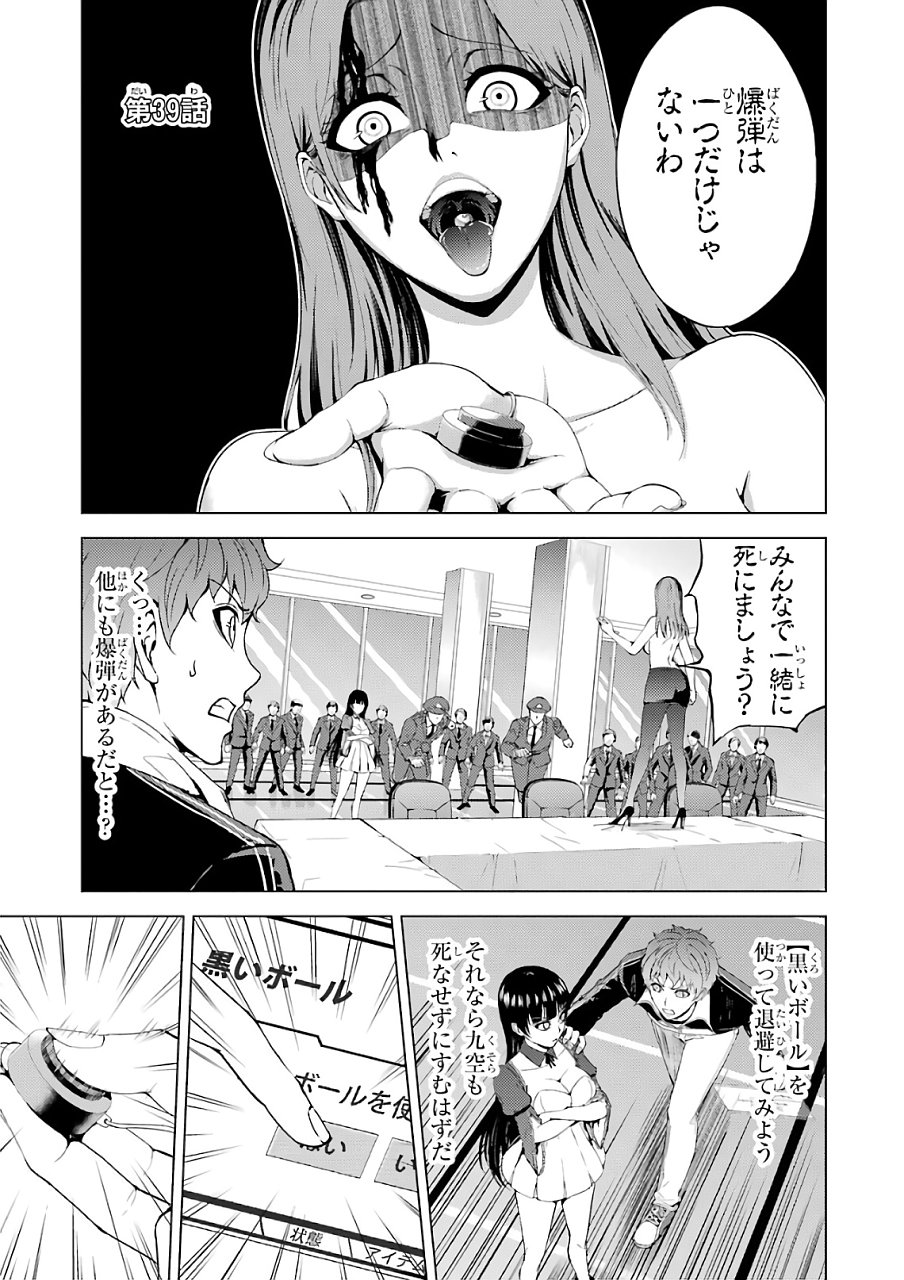 第39話
爆弾は
一つだけじゃ
ないわ
みんなで一緒に
死にましょう?
くっ…
他にも爆弾があるだと…?
【黒いボール】を
使って退避してみよう
それなら九空も
死なせずにすむはずだ
黒いボール
ボールを使
はい
い
状態
アイテ